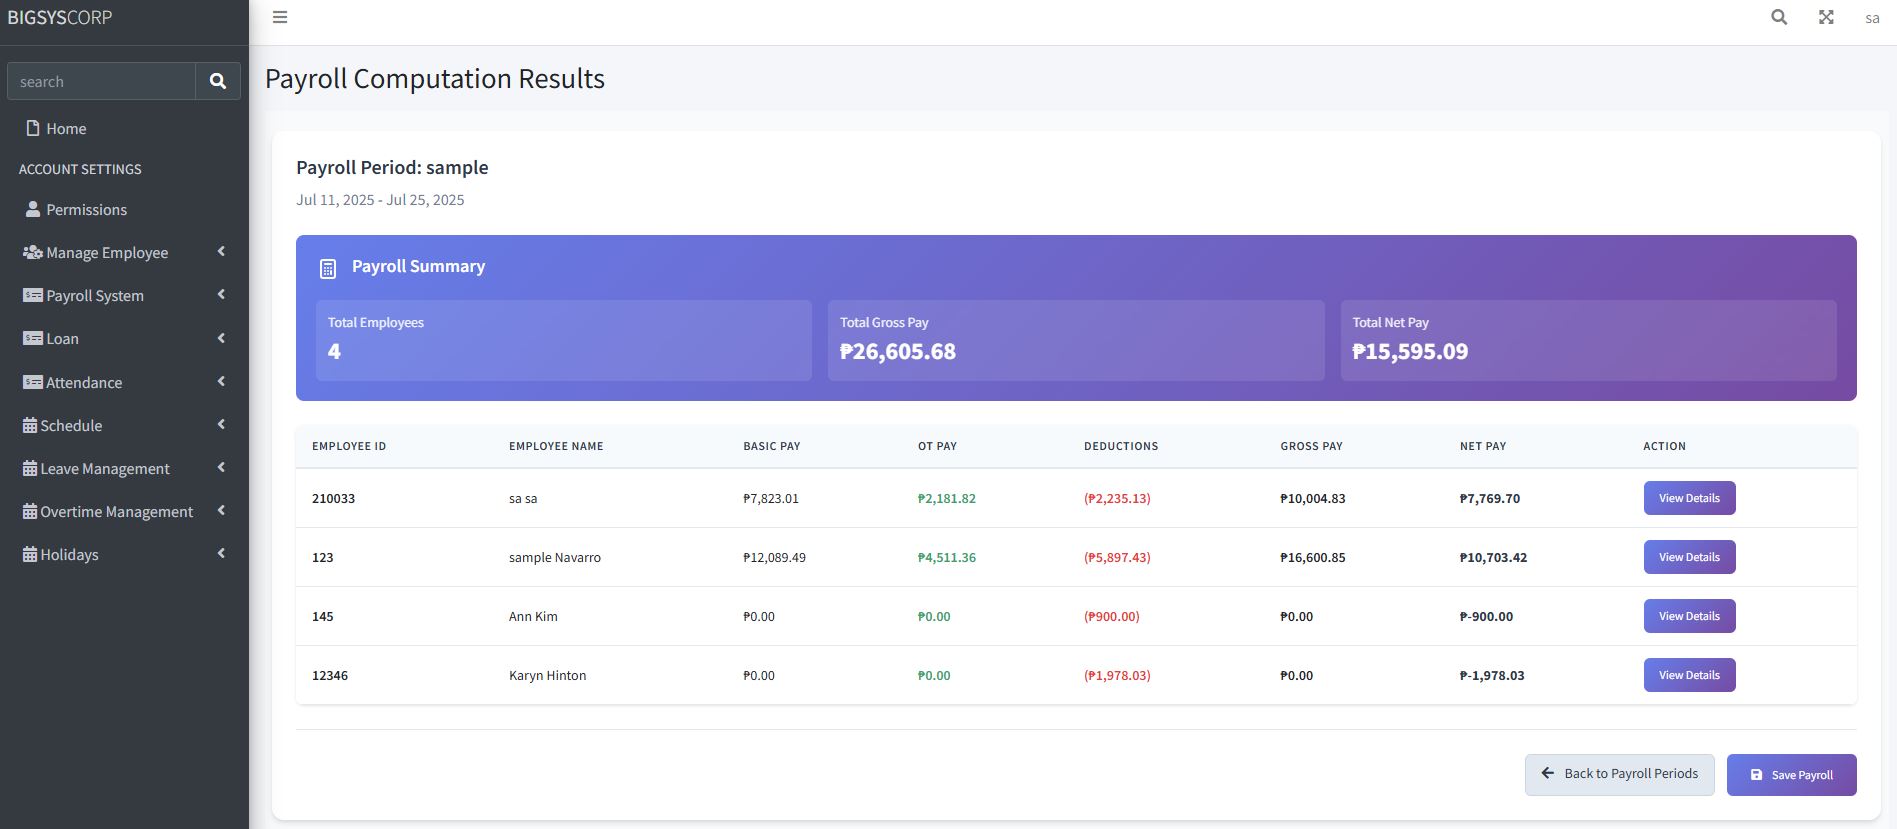 BIGSYSCORP
sa
search
Home
ACCOUNT SETTINGS
Permissions
Manage Employee
Payroll System
Loan
Attendance
Schedule
Leave Management
Overtime Management
Holidays
Payroll Computation Results
Payroll Period: sample
Jul 11, 2025 - Jul 25, 2025
Payroll Summary
Total Employees
4
Total Gross Pay
₱26,605.68
Total Net Pay
₱15,595.09
EMPLOYEE ID EMPLOYEE NAME BASIC PAY OT PAY DEDUCTIONS GROSS PAY NET PAY ACTION
210033 sa sa ₱7,823.01 ₱2,181.82 (₱2,235.13) ₱10,004.83 ₱7,769.70 View Details
123 sample Navarro ₱12,089.49 ₱4,511.36 (₱5,897.43) ₱16,600.85 ₱10,703.42 View Details
145 Ann Kim ₱0.00 ₱0.00 (₱900.00) ₱0.00 ₱-900.00 View Details
12346 Karyn Hinton ₱0.00 ₱0.00 (₱1,978.03) ₱0.00 ₱-1,978.03 View Details
Back to Payroll Periods
Save Payroll